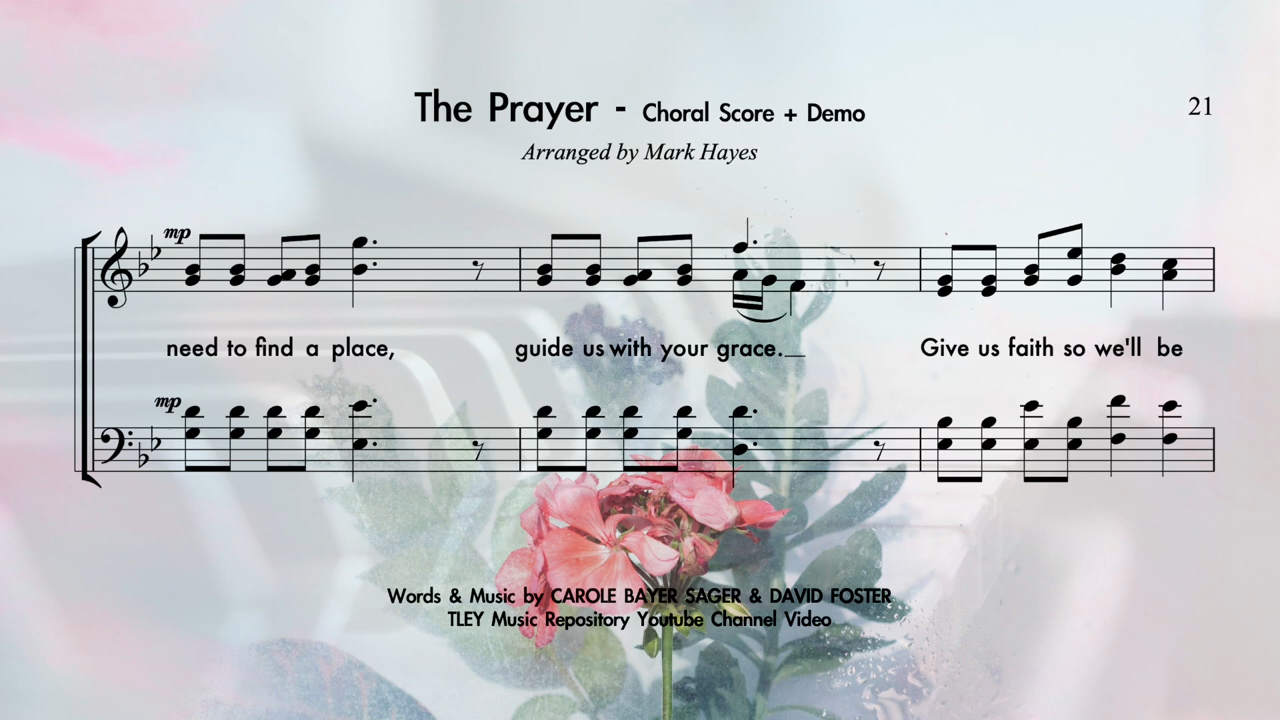 The Prayer - Choral Score + Demo
21
Arranged by Mark Hayes
mp
need to find a place, guide us with your grace.__ Give us faith so we'll be
mp
Words & Music by CAROLE BAYER SAGER & DAVID FOSTER
TLEY Music Repository Youtube Channel Video